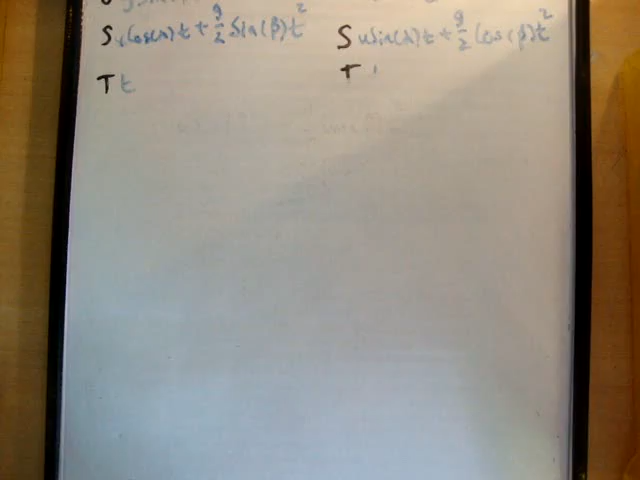 S u cos(α)t + g/2 sin(β)t² S u sin(α)t + g/2 cos(β)t²
T t T